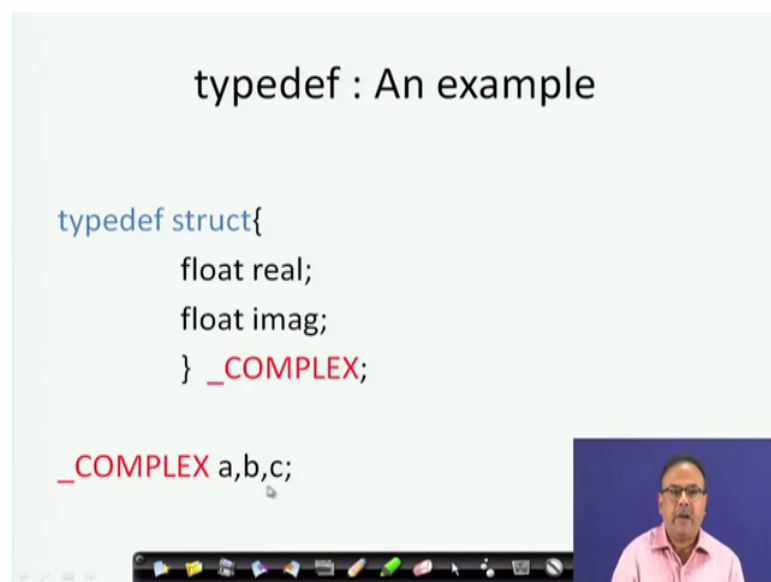 typedef : An example
typedef struct{
float real;
float imag;
} _COMPLEX;
_COMPLEX a,b,c;